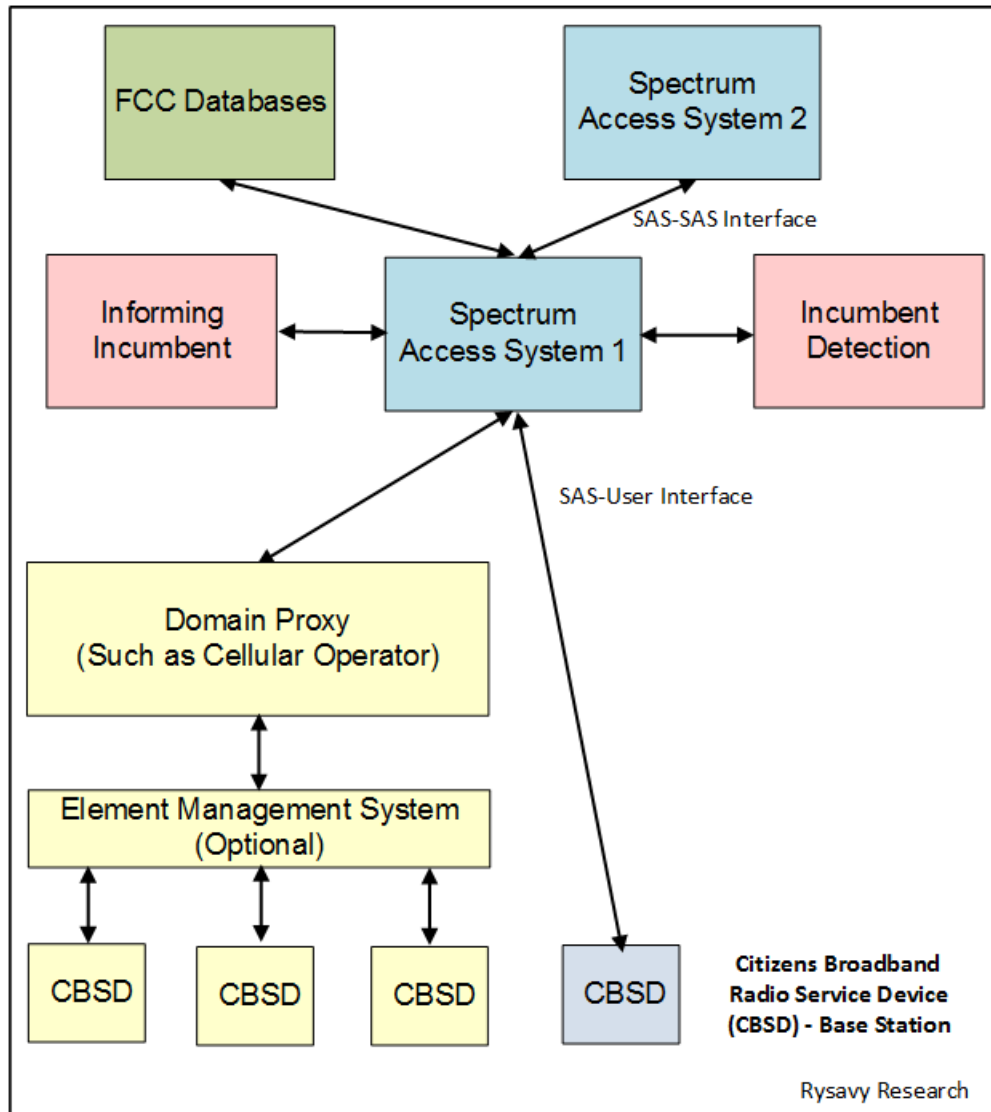 FCC Databases
Spectrum
Access System 2
SAS-SAS Interface
Informing
Incumbent
Spectrum
Access System 1
Incumbent
Detection
SAS-User Interface
Domain Proxy
(Such as Cellular Operator)
Element Management System
(Optional)
CBSD
CBSD
CBSD
CBSD
Citizens Broadband
Radio Service Device
(CBSD) - Base Station
Rysavy Research